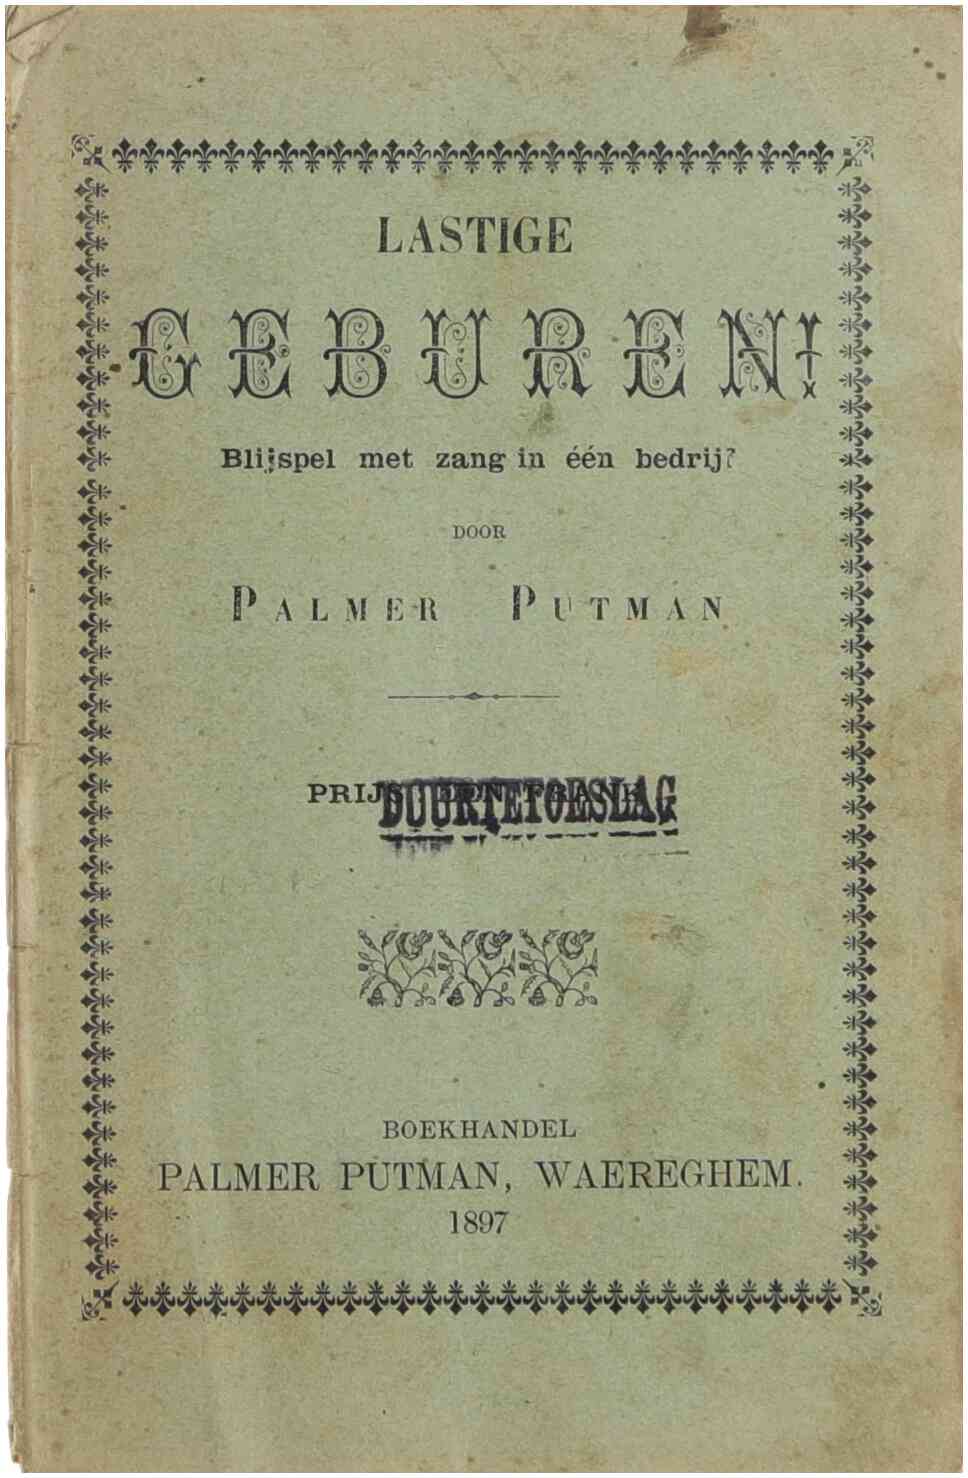 LASTIGE
GEBUREN!
Blijspel met zang in één bedrijf
DOOR
PALMER PUTMAN
PRIJS
DUURTETOESLAG
BOEKHANDEL
PALMER PUTMAN, WAEREGHEM.
1897